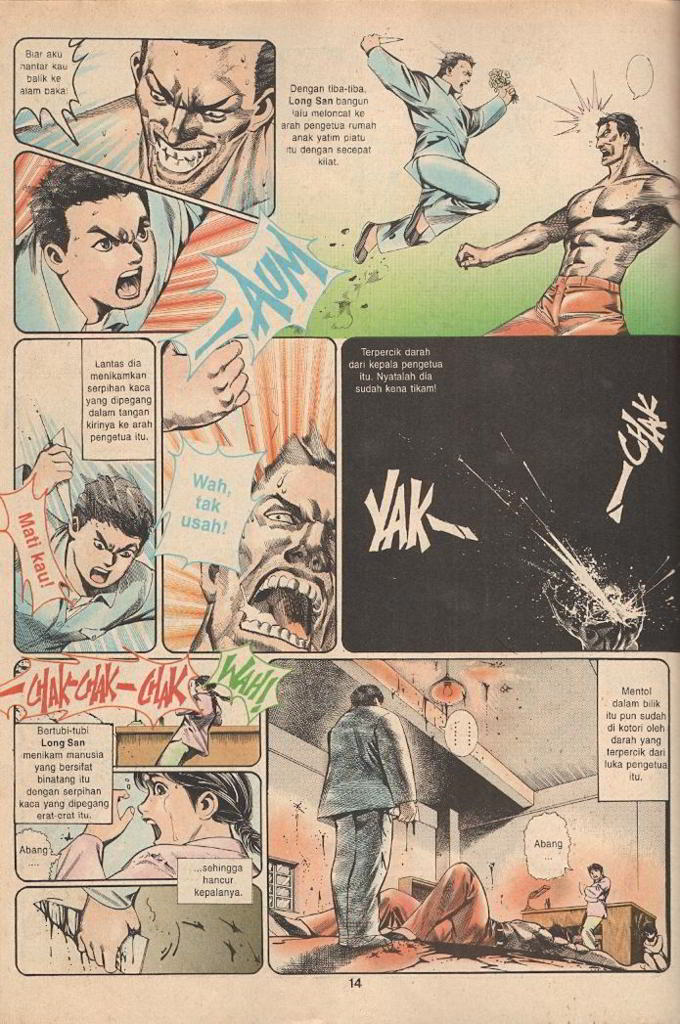 Biar aku
hantar kau
balik ke
alam baka!
Dengan tiba-tiba,
Long San bangun
lalu meloncat ke
arah pengetua rumah
anak yatim piatu
itu dengan secepat
kilat.
AUM
Lantas dia
menikamkan
serpihan kaca
yang dipegang
dalam tangan
kirinya ke arah
pengetua itu.
Mati kau!
Wah,
tak
usah!
Terpercik darah
dari kepala pengetua
itu. Nyatalah dia
sudah kena tikam!
YAK
CHAK
CHAK-CHAK-CHAK
WAH!
Bertubi-tubi
Long San
menikam manusia
yang bersifat
binatang itu
dengan serpihan
kaca yang dipegang
erat-erat itu.
Abang
...
...sehingga
hancur
kepalanya.
Mentol
dalam bilik
itu pun sudah
di kotori oleh
darah yang
terpercik dari
luka pengetua
itu.
Abang
...
14